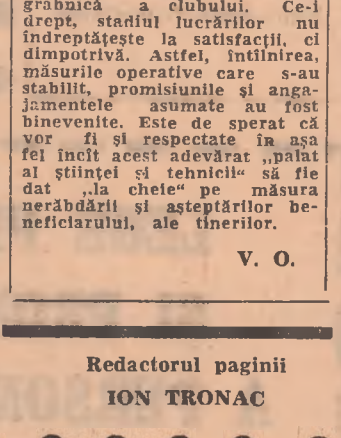 grabnică a clubului. Ce-i
drept, stadiul lucrărilor nu
îndreptățește la satisfacții, ci
dimpotrivă. Astfel, întîlnirea,
măsurile operative care s-au
stabilit, promisiunile și anga-
jamentele asumate au fost
binevenite. Este de sperat că
vor fi și respectate în așa
fel încît acest adevărat „palat
al științei și tehnicii“ să fie
dat „la cheie“ pe măsura
nerăbdării și așteptărilor be-
neficiarului, ale tinerilor.
V. O.
Redactorul paginii
ION TRONAC